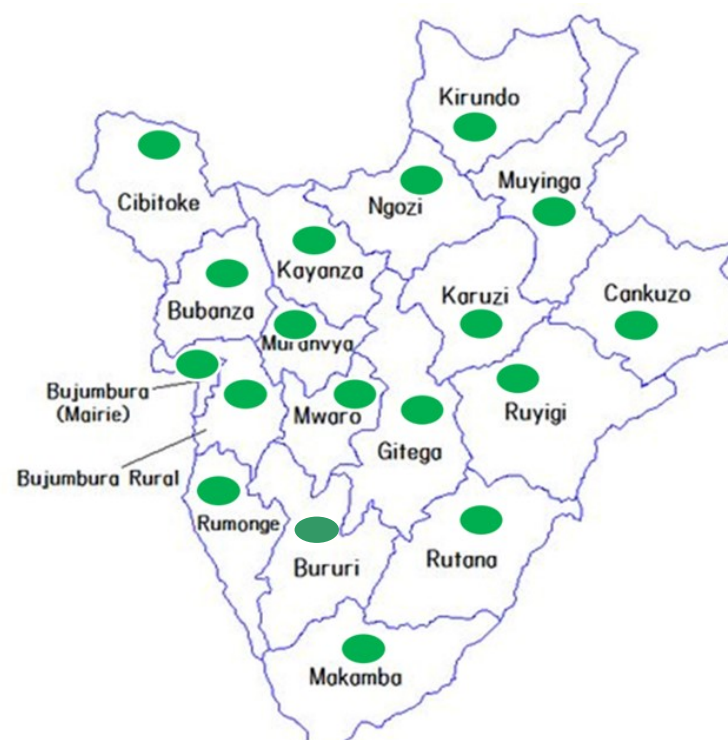 Kirundo
Muyinga
Cibitoke
Ngozi
Kayanza
Karuzi
Cankuzo
Bubanza
Muranvya
Bujumbura
(Mairie)
Mwaro
Ruyigi
Gitega
Bujumbura Rural
Rumonge
Bururi
Rutana
Makamba